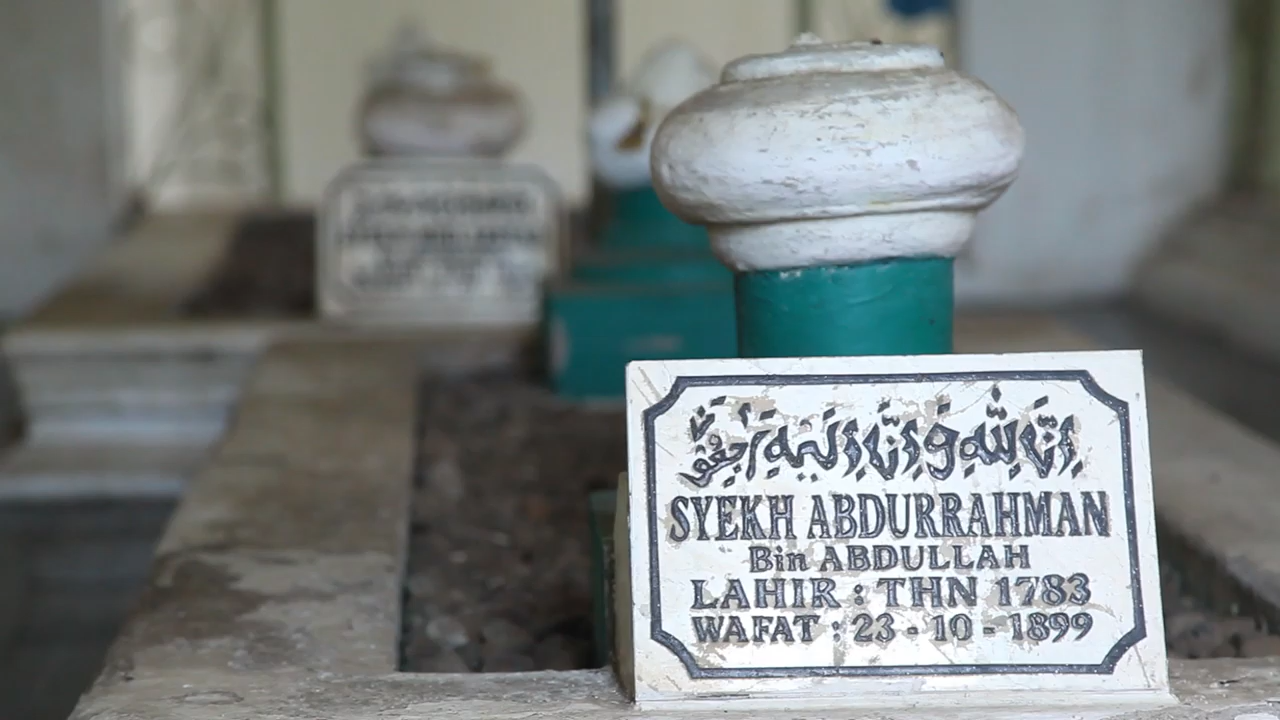 إنا لله وإنا إليه راجعون
SYEKH ABDURRAHMAN
Bin ABDULLAH
LAHIR : THN 1783
WAFAT : 23 - 10 - 1899